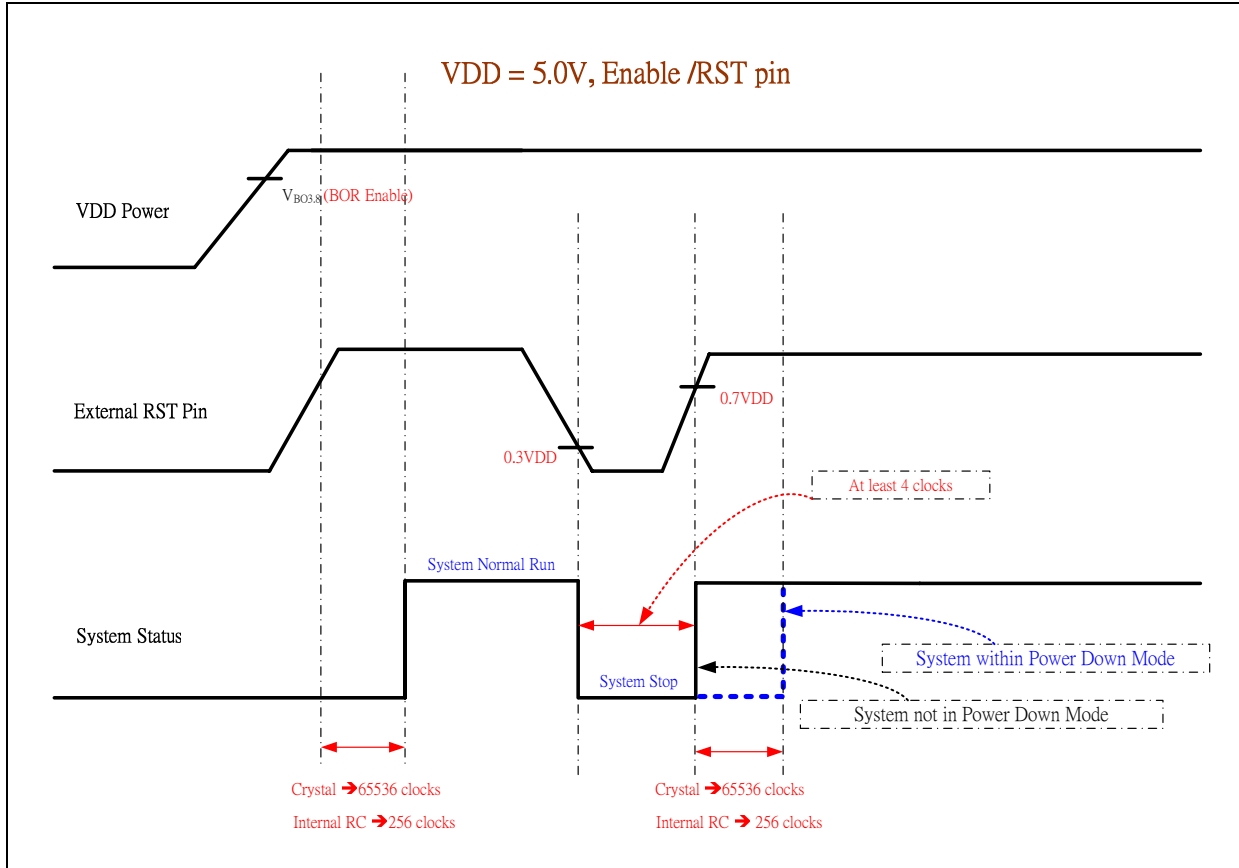 VDD = 5.0V, Enable /RST pin
VBO3.8(BOR Enable)
VDD Power
External RST Pin
0.7VDD
0.3VDD
At least 4 clocks
System Normal Run
System Status
System within Power Down Mode
System Stop
System not in Power Down Mode
Crystal ➔65536 clocks
Internal RC ➔256 clocks
Crystal ➔65536 clocks
Internal RC ➔ 256 clocks